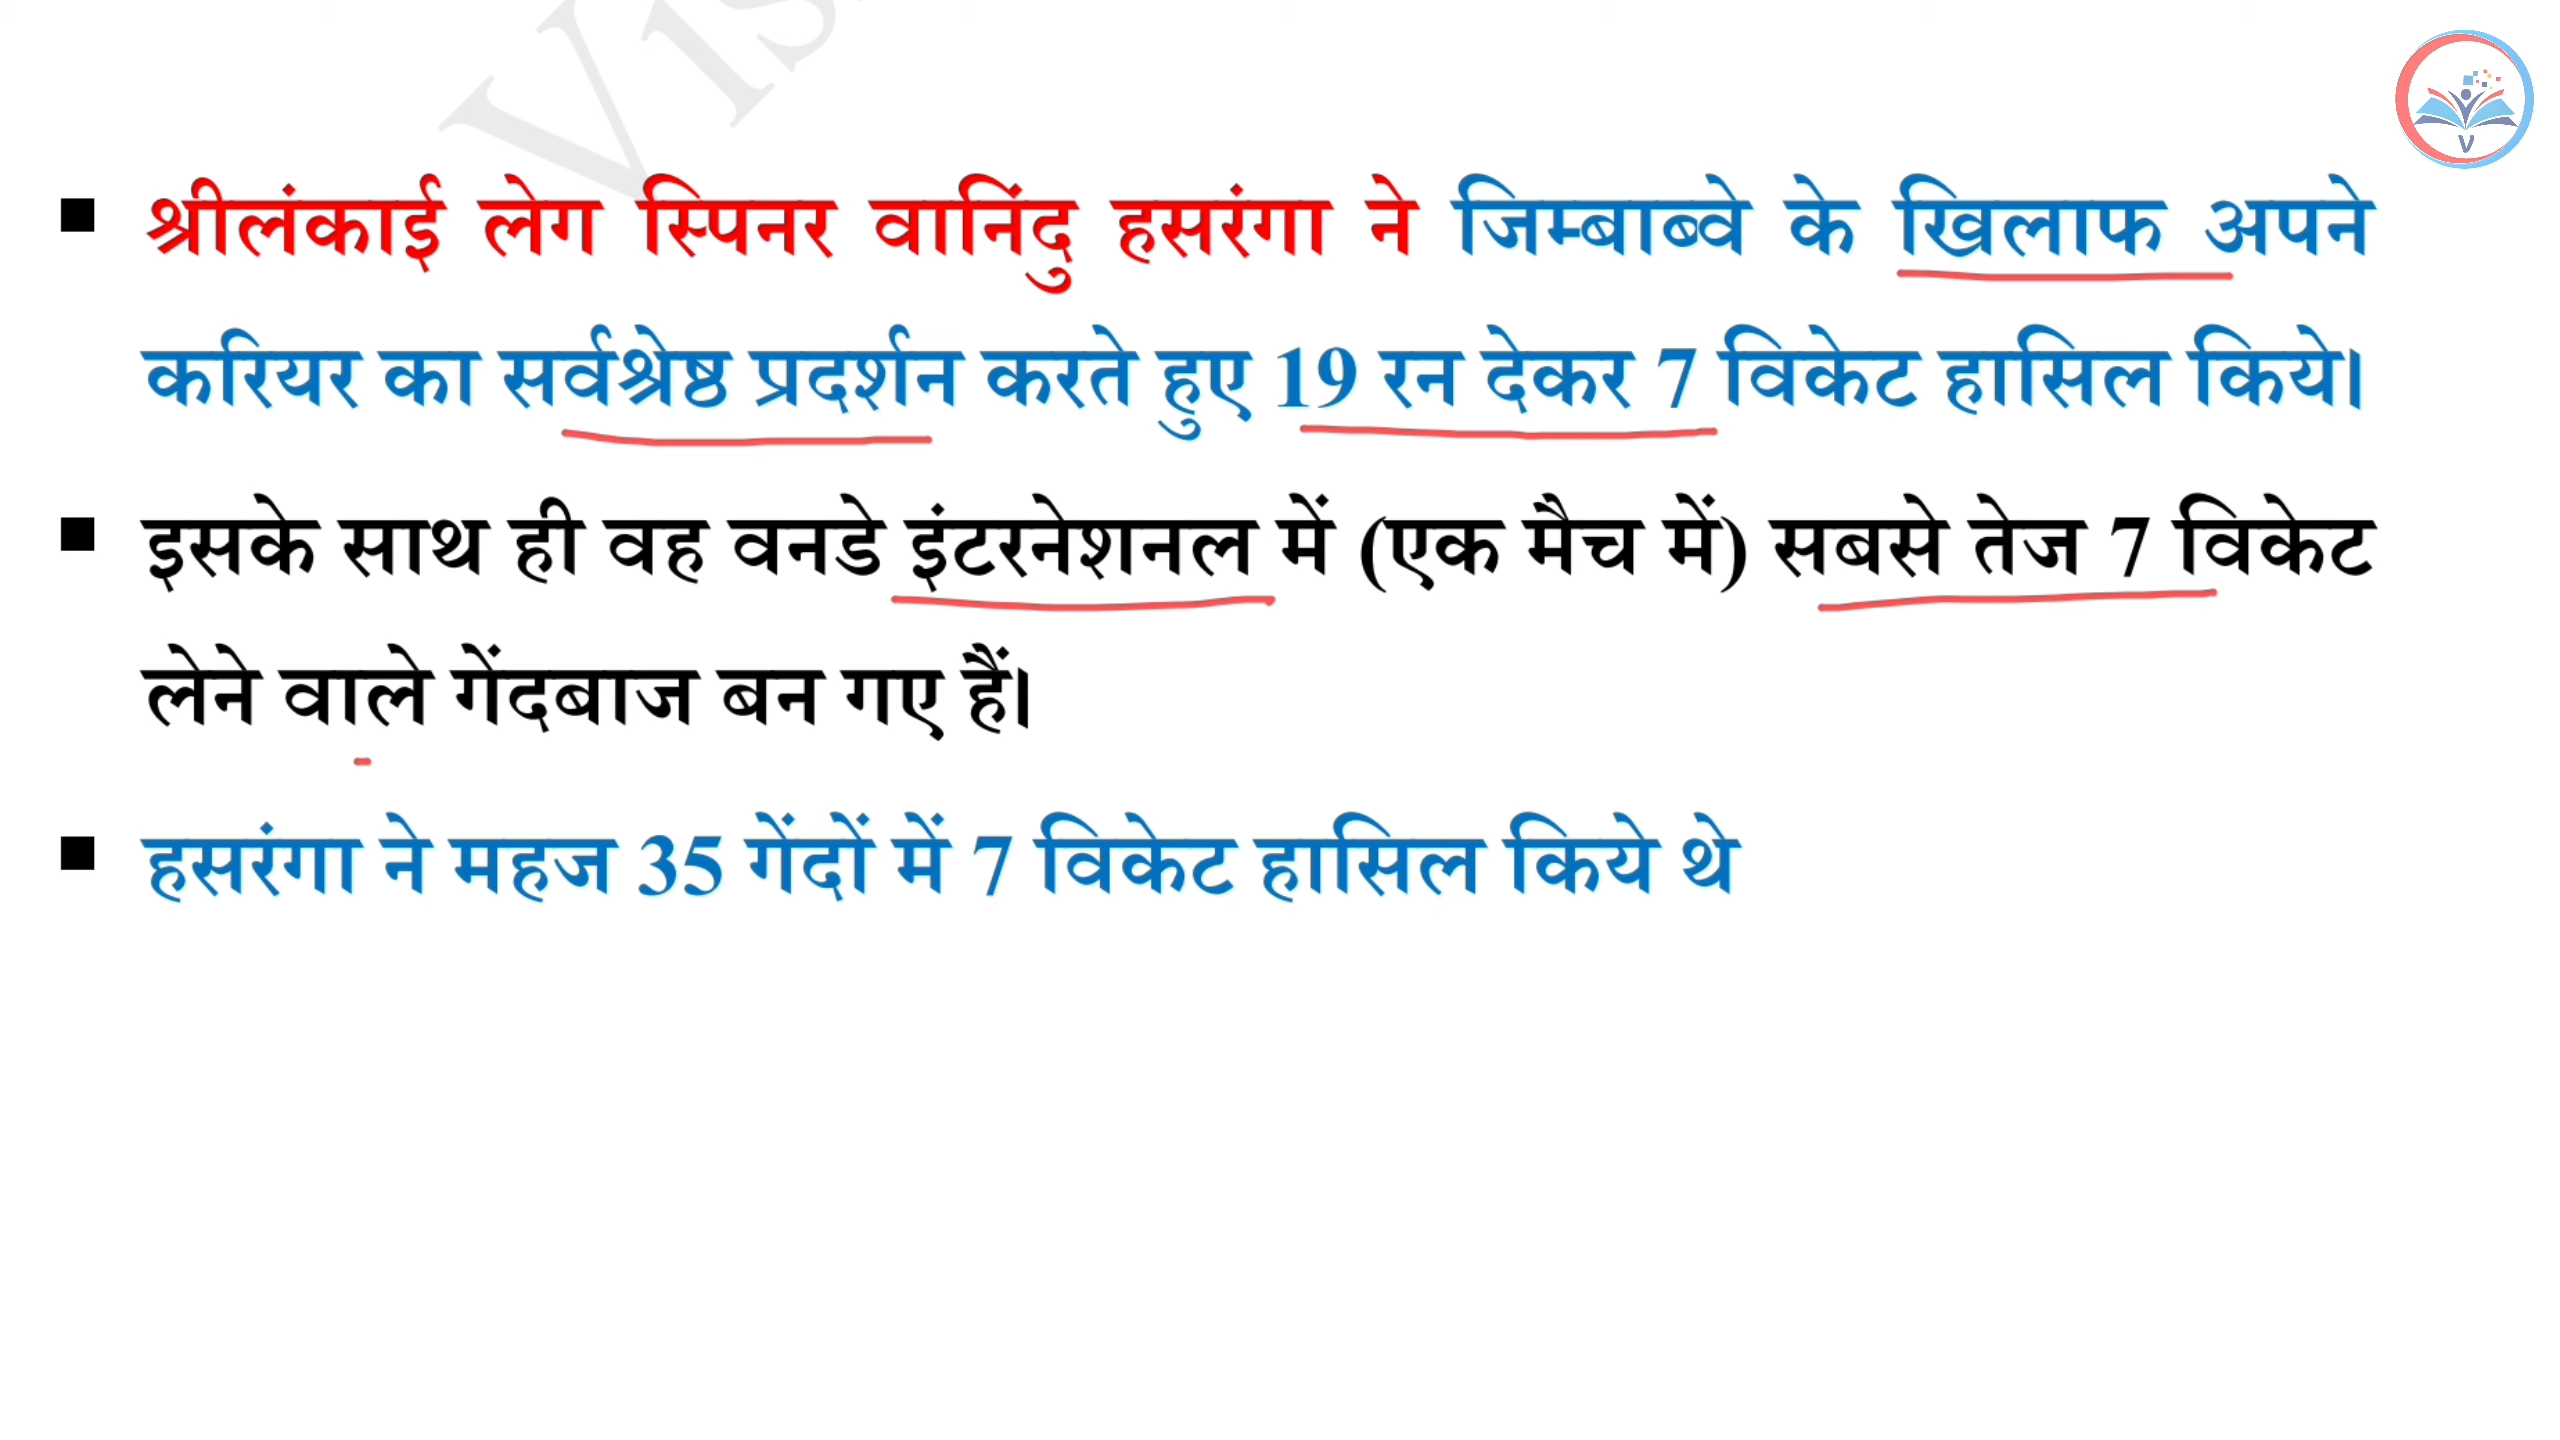 Vis
▪ श्रीलंकाई लेग स्पिनर वानिंदु हसरंगा ने जिम्बाब्वे के खिलाफ अपने
करियर का सर्वश्रेष्ठ प्रदर्शन करते हुए 19 रन देकर 7 विकेट हासिल किये।
▪ इसके साथ ही वह वनडे इंटरनेशनल में (एक मैच में) सबसे तेज 7 विकेट
लेने वाले गेंदबाज बन गए हैं।
▪ हसरंगा ने महज 35 गेंदों में 7 विकेट हासिल किये थे